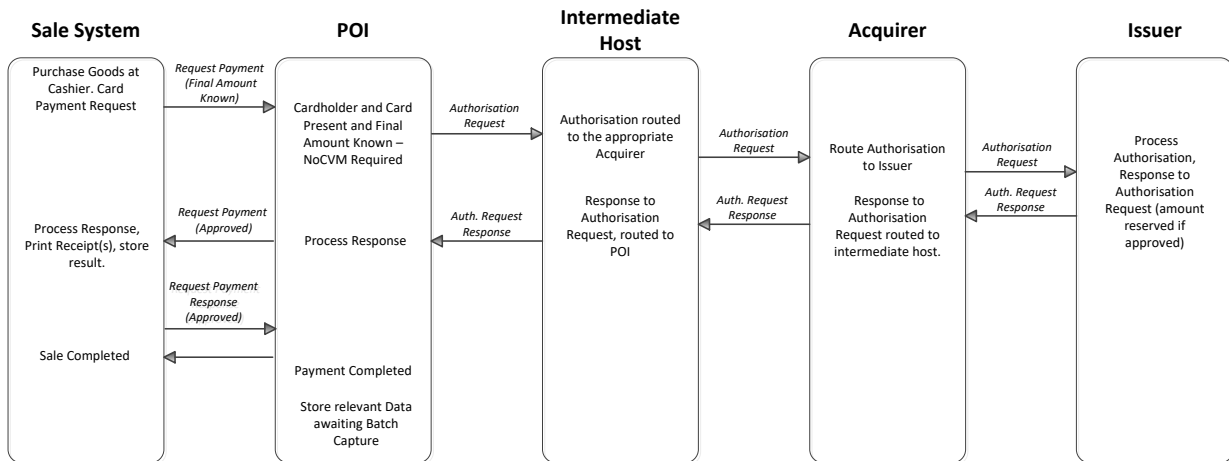 Sale System
POI
Intermediate
Host
Acquirer
Issuer
Purchase Goods at
Cashier. Card
Payment Request
Request Payment
(Final Amount
Known)
Cardholder and Card
Present and Final
Amount Known –
NoCVM Required
Authorisation
Request
Authorisation routed
to the appropriate
Acquirer
Authorisation
Request
Route Authorisation
to Issuer
Authorisation
Request
Process
Authorisation,
Response to
Authorisation
Request (amount
reserved if
approved)
Auth. Request
Response
Response to
Authorisation
Request routed to
intermediate host.
Auth. Request
Response
Response to
Authorisation
Request, routed to
POI
Auth. Request
Response
Process Response
Request Payment
(Approved)
Process Response,
Print Receipt(s), store
result.
Request Payment
Response
(Approved)
Sale Completed
Payment Completed
Store relevant Data
awaiting Batch
Capture